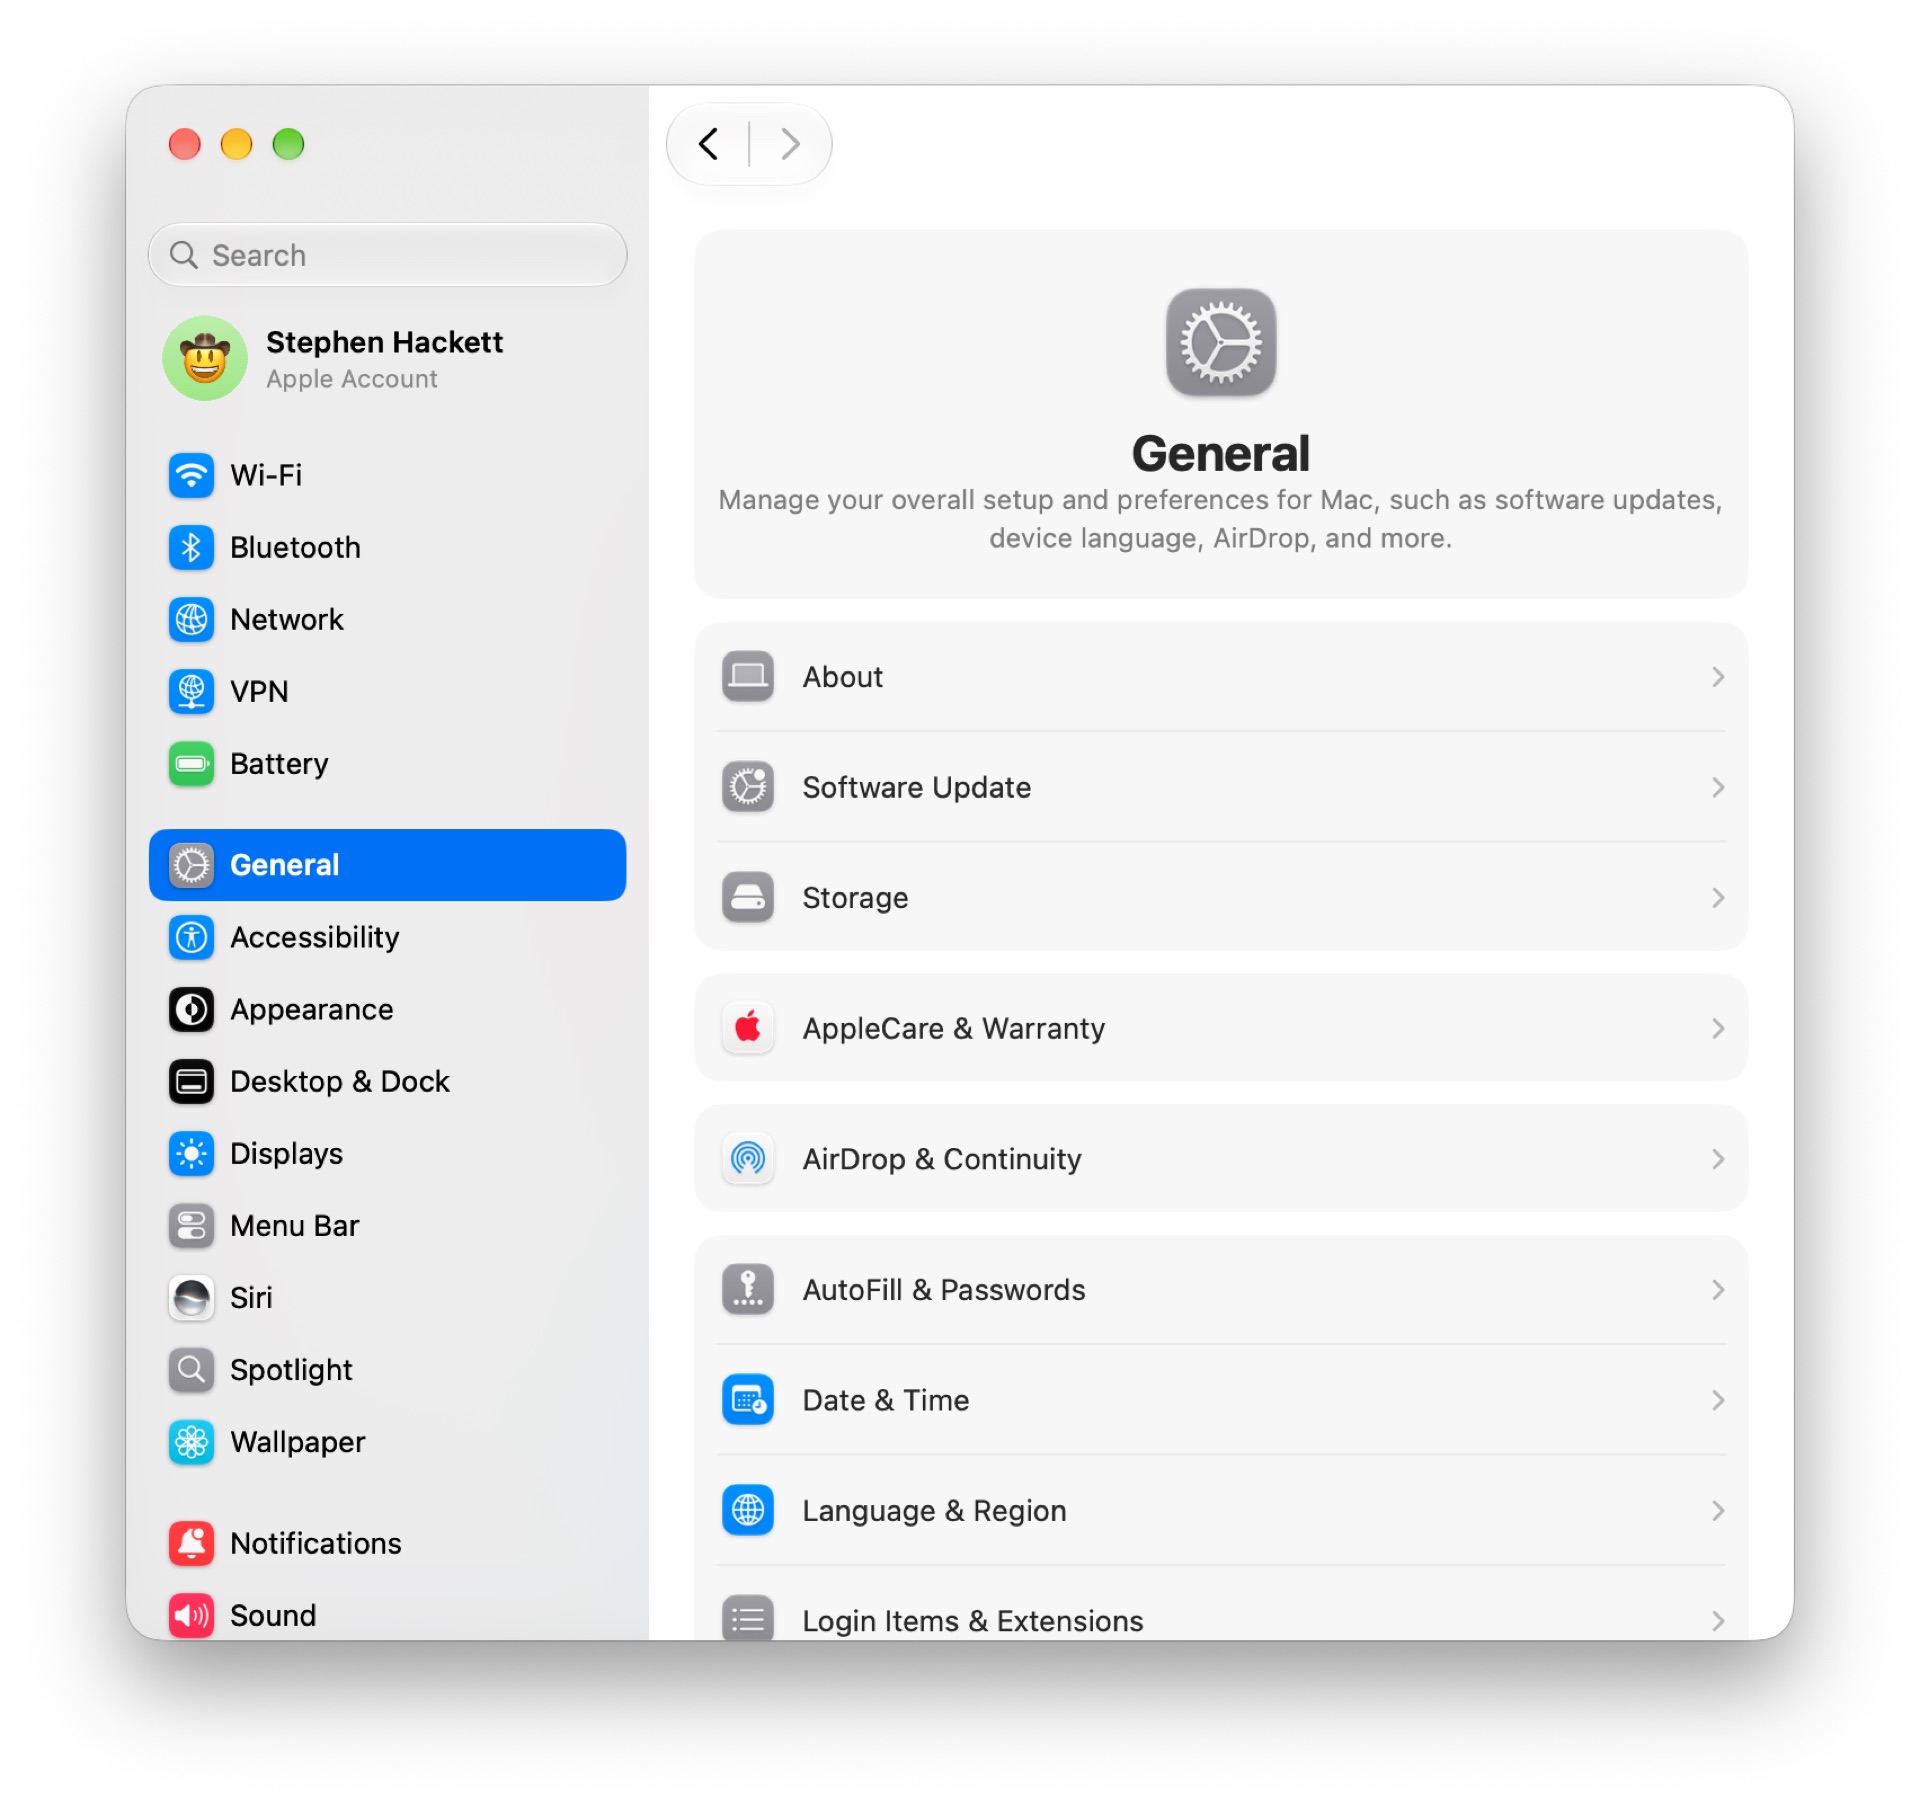 Search
Stephen Hackett
Apple Account
Wi-Fi
Bluetooth
Network
VPN
Battery
General
Accessibility
Appearance
Desktop & Dock
Displays
Menu Bar
Siri
Spotlight
Wallpaper
Notifications
Sound
General
Manage your overall setup and preferences for Mac, such as software updates,
device language, AirDrop, and more.
About
Software Update
Storage
AppleCare & Warranty
AirDrop & Continuity
AutoFill & Passwords
Date & Time
Language & Region
Login Items & Extensions